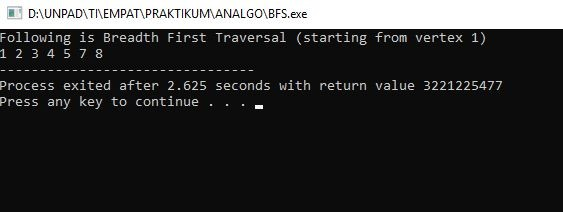 D:\UNPAD\TI\EMPAT\PRAKTIKUM\ANALGO\BFS.exe
Following is Breadth First Traversal (starting from vertex 1)
1 2 3 4 5 7 8
--------------------------------
Process exited after 2.625 seconds with return value 3221225477
Press any key to continue . . .